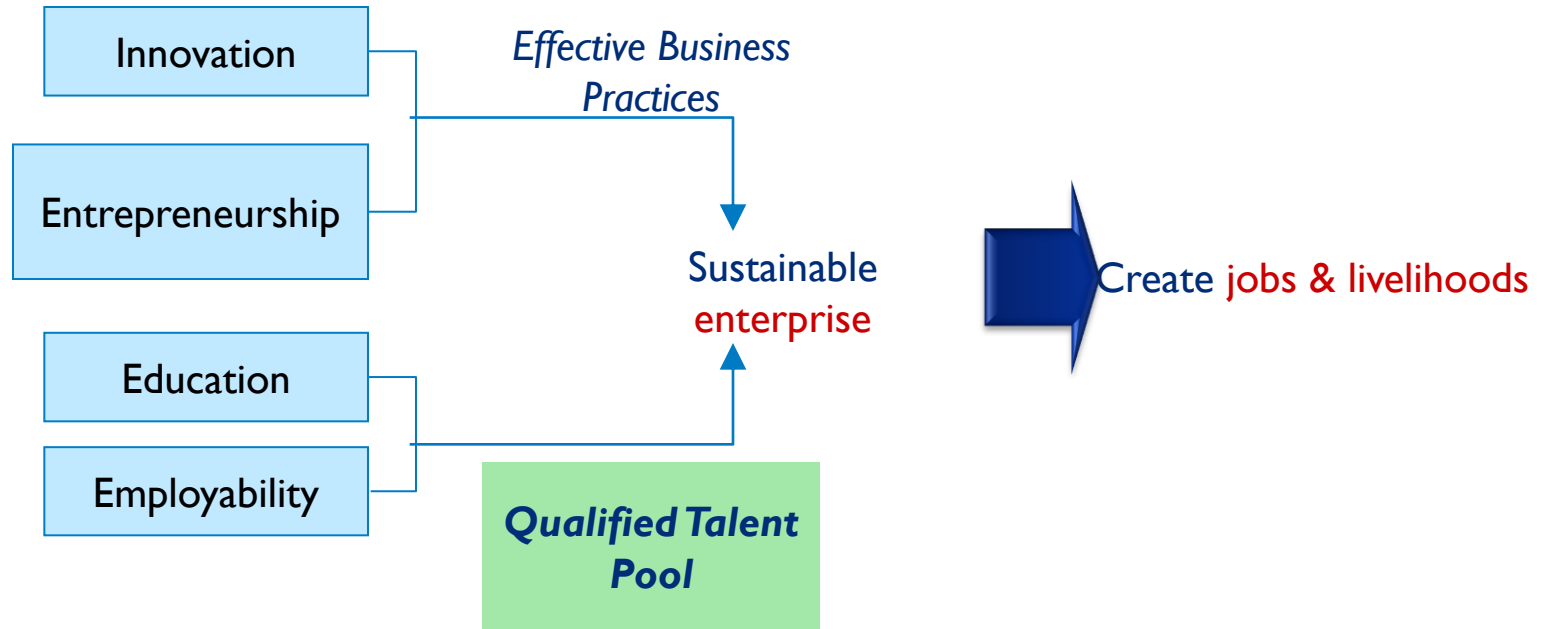 Innovation
Effective Business
Practices
Entrepreneurship
Sustainable
enterprise
Create jobs & livelihoods
Education
Employability
Qualified Talent
Pool